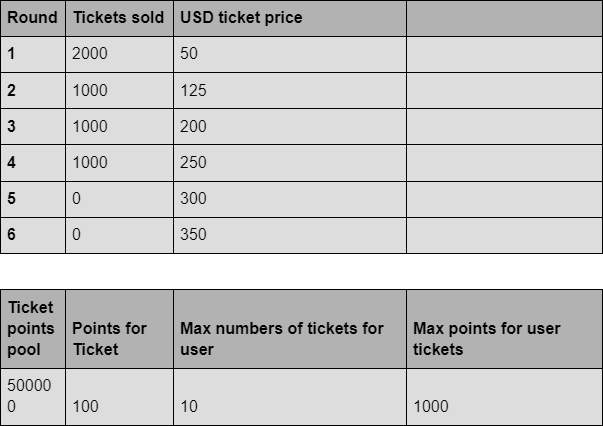 Round Tickets sold USD ticket price
1 2000 50
2 1000 125
3 1000 200
4 1000 250
5 0 300
6 0 350
Ticket
points Points for Max numbers of tickets for Max points for user
pool Ticket user tickets
50000
0 100 10 1000